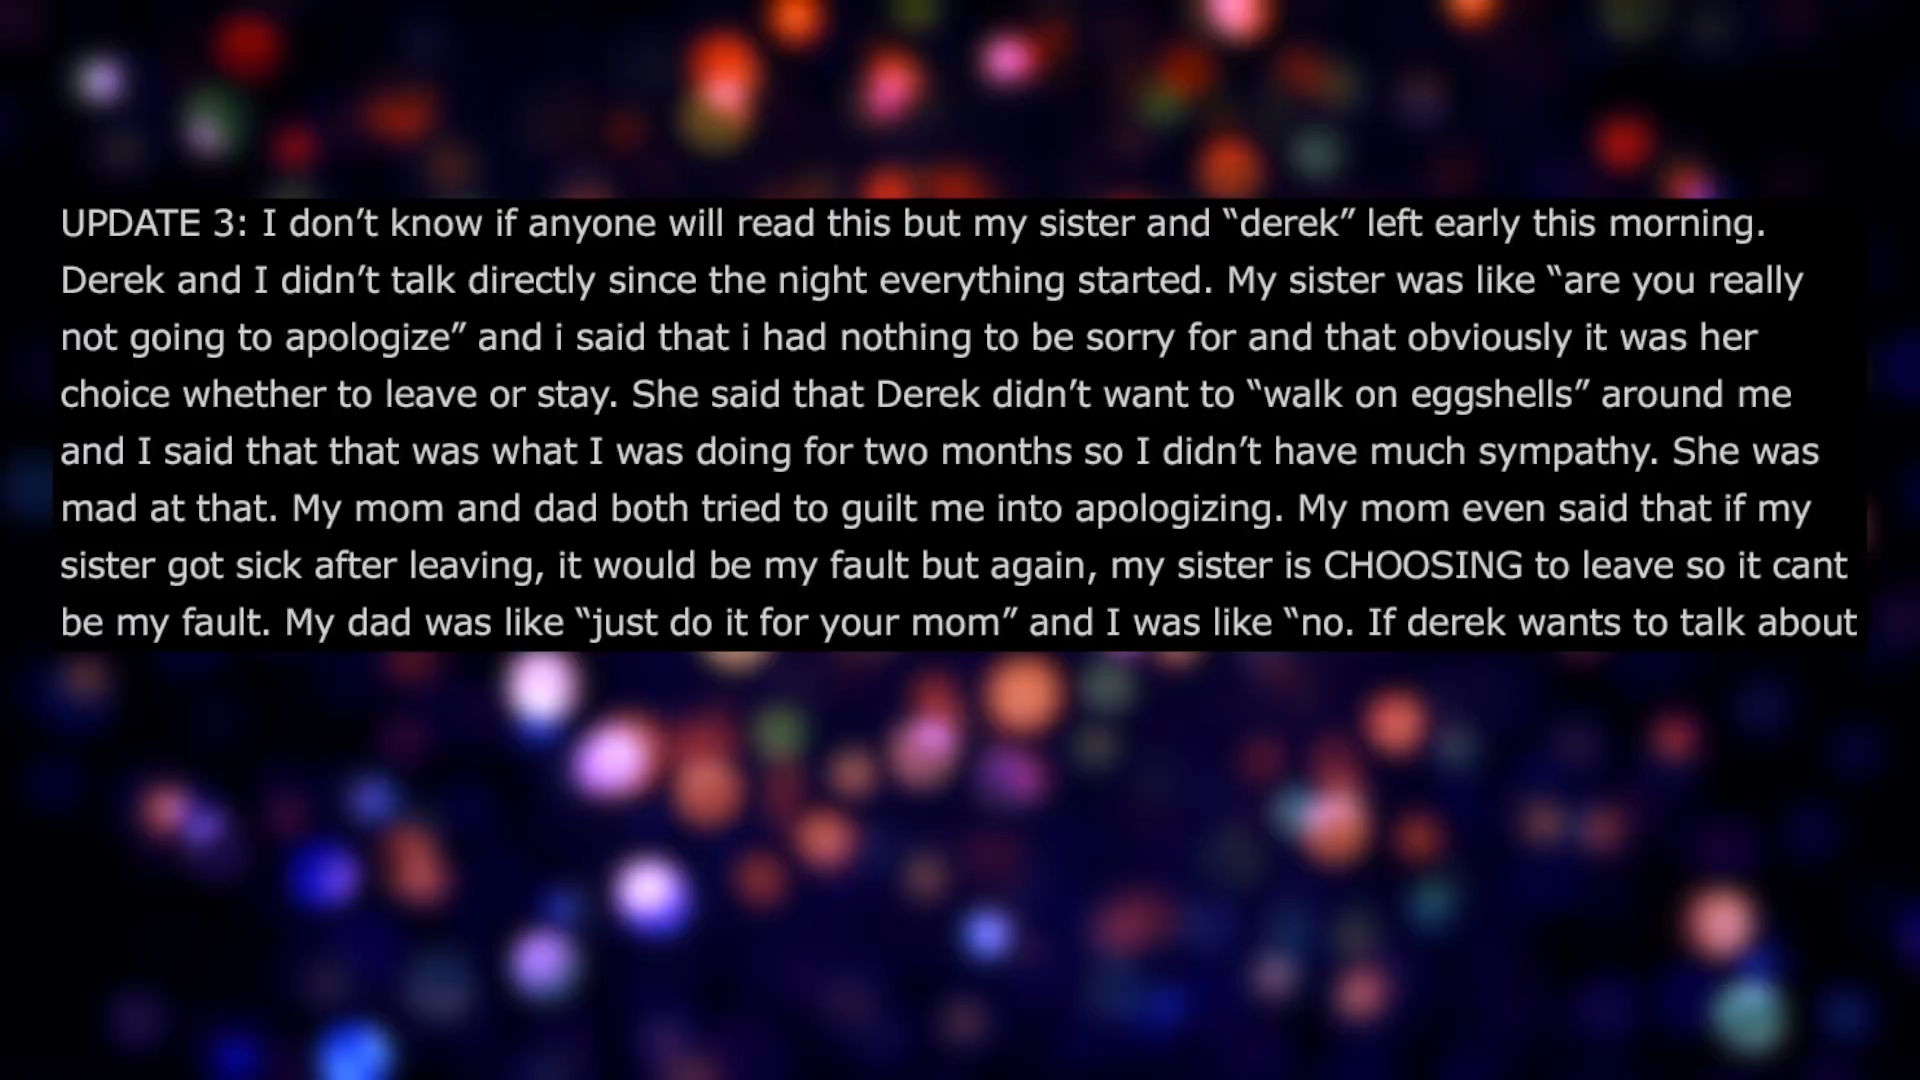 UPDATE 3: I don’t know if anyone will read this but my sister and “derek” left early this morning.
Derek and I didn’t talk directly since the night everything started. My sister was like “are you really
not going to apologize” and i said that i had nothing to be sorry for and that obviously it was her
choice whether to leave or stay. She said that Derek didn’t want to “walk on eggshells” around me
and I said that that was what I was doing for two months so I didn’t have much sympathy. She was
mad at that. My mom and dad both tried to guilt me into apologizing. My mom even said that if my
sister got sick after leaving, it would be my fault but again, my sister is CHOOSING to leave so it cant
be my fault. My dad was like “just do it for your mom” and I was like “no. If derek wants to talk about